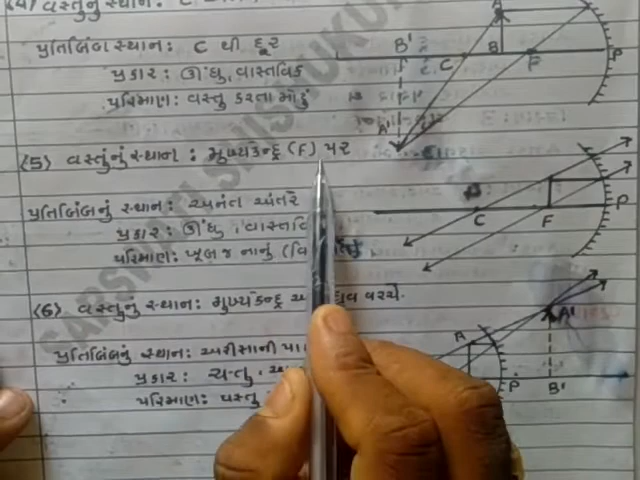 પ્રતિબિંબ સ્થાન: C થી દૂર
પ્રકાર: ઊંધુ, વાસ્તવિક
પરિમાણ: વસ્તુ કરતા મોટું
(5) વસ્તુનું સ્થાન: મુખ્યકેન્દ્ર (F) પર
પ્રતિબિંબનું સ્થાન: અનંત અંતરે
પ્રકાર: ઊંધુ, વાસ્તવિ
પરિમાણ: ખૂબ જ નાનું
(6) વસ્તુનું સ્થાન: મુખ્યકેન્દ્ર વચ્ચે.
પ્રતિબિંબનું સ્થાન: અરીસાની પા
પ્રકાર: ચત્તુ,
પરિમાણ: વસ્તુ
A
B'
C
B
F
P
A'
C
F
P
A
A'
P
B'